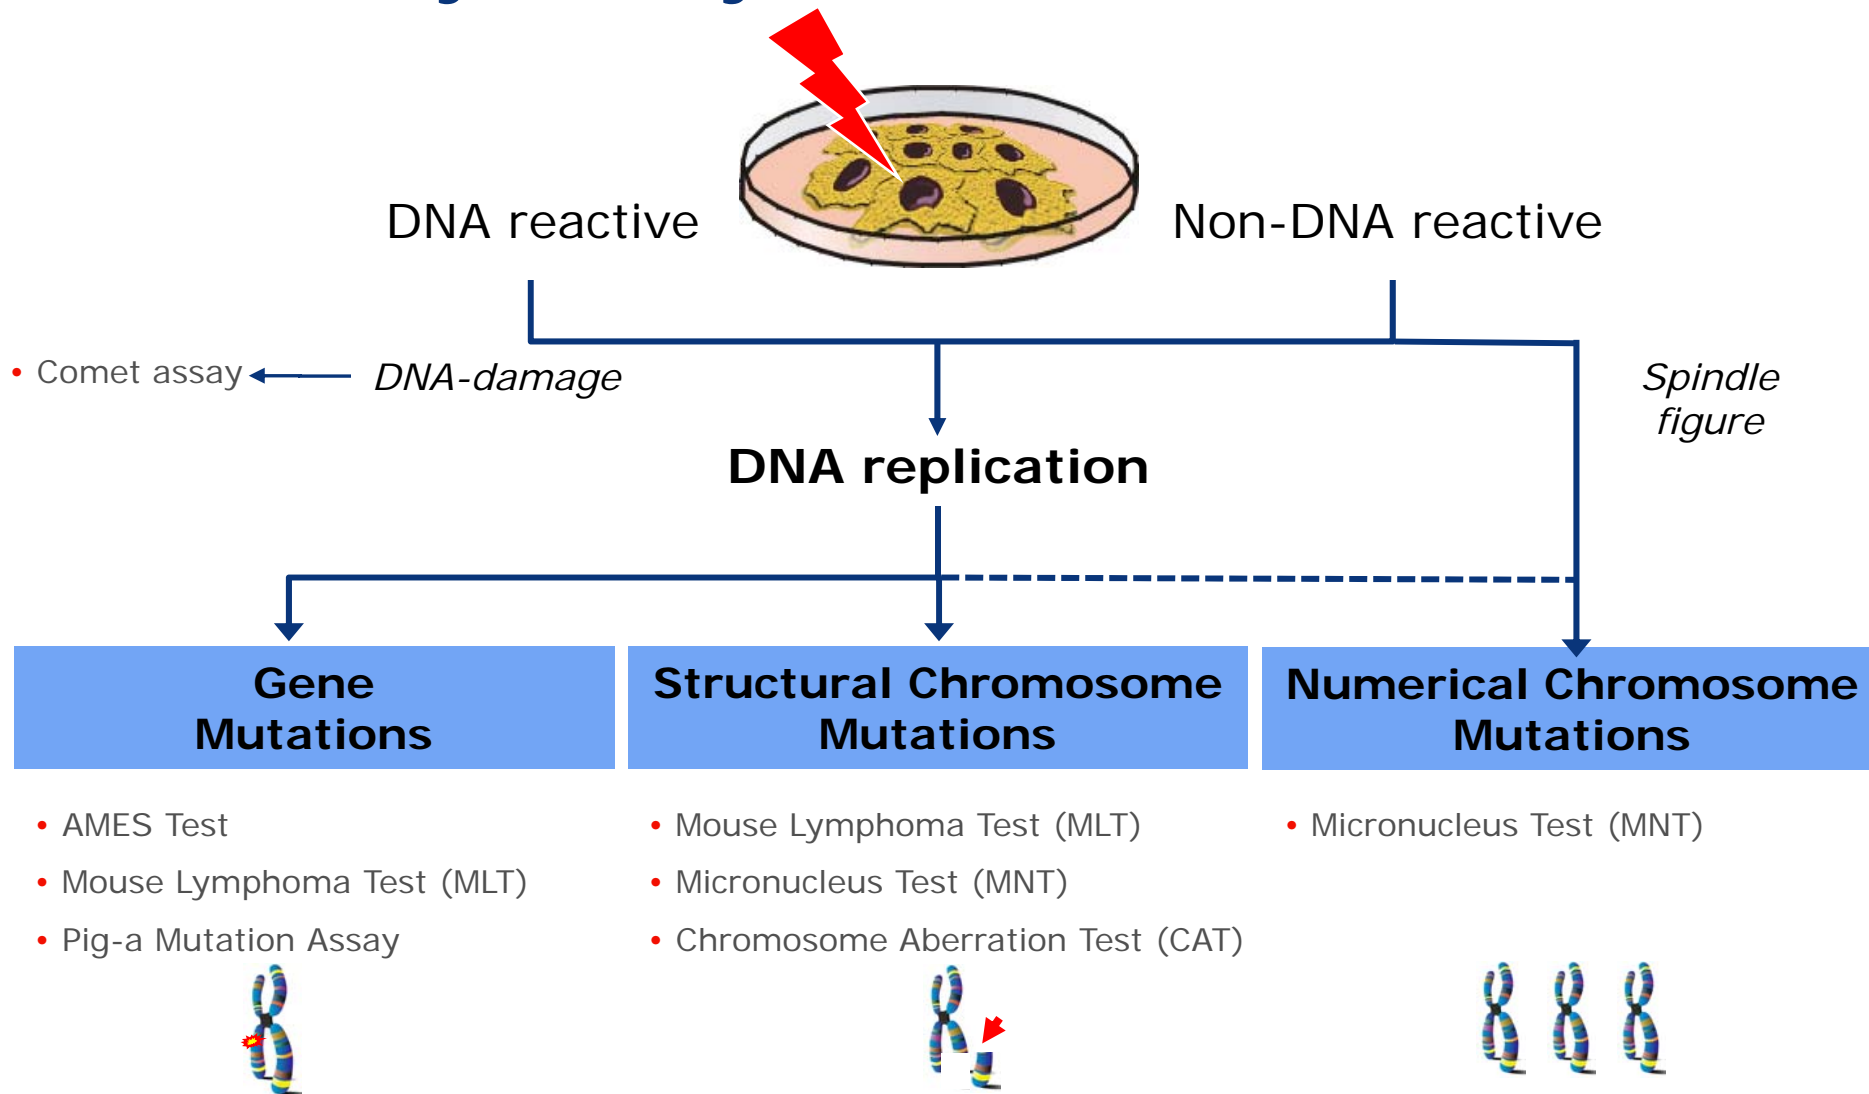 DNA reactive
Non-DNA reactive
• Comet assay
DNA-damage
Spindle
figure
DNA replication
Gene
Mutations
Structural Chromosome
Mutations
Numerical Chromosome
Mutations
• AMES Test
• Mouse Lymphoma Test (MLT)
• Pig-a Mutation Assay
• Mouse Lymphoma Test (MLT)
• Micronucleus Test (MNT)
• Chromosome Aberration Test (CAT)
• Micronucleus Test (MNT)